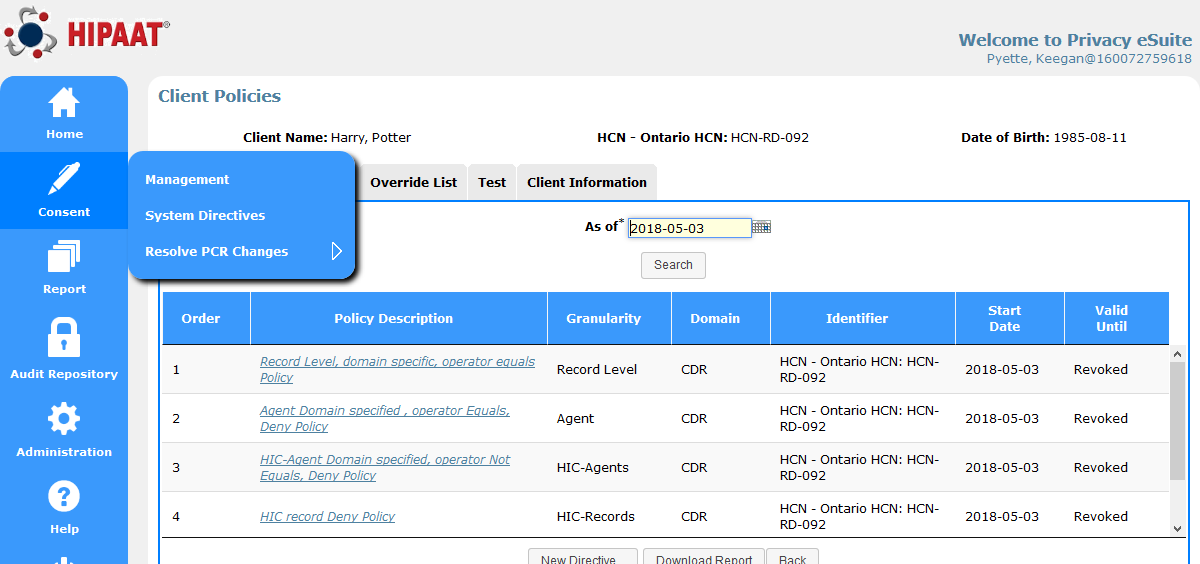 HIPAAT®
Welcome to Privacy eSuite
Pyette, Keegan@160072759618
Home
Consent
Report
Audit Repository
Administration
Help
Management
System Directives
Resolve PCR Changes
Client Policies
Client Name: Harry, Potter HCN - Ontario HCN: HCN-RD-092 Date of Birth: 1985-08-11
Override List Test Client Information
As of* 2018-05-03
Search
Order Policy Description Granularity Domain Identifier Start Date Valid Until
1 Record Level, domain specific, operator equals Policy Record Level CDR HCN - Ontario HCN: HCN-RD-092 2018-05-03 Revoked
2 Agent Domain specified , operator Equals, Deny Policy Agent CDR HCN - Ontario HCN: HCN-RD-092 2018-05-03 Revoked
3 HIC-Agent Domain specified, operator Not Equals, Deny Policy HIC-Agents CDR HCN - Ontario HCN: HCN-RD-092 2018-05-03 Revoked
4 HIC record Deny Policy HIC-Records CDR HCN - Ontario HCN: HCN-RD-092 2018-05-03 Revoked
New Directive... Download Report Back